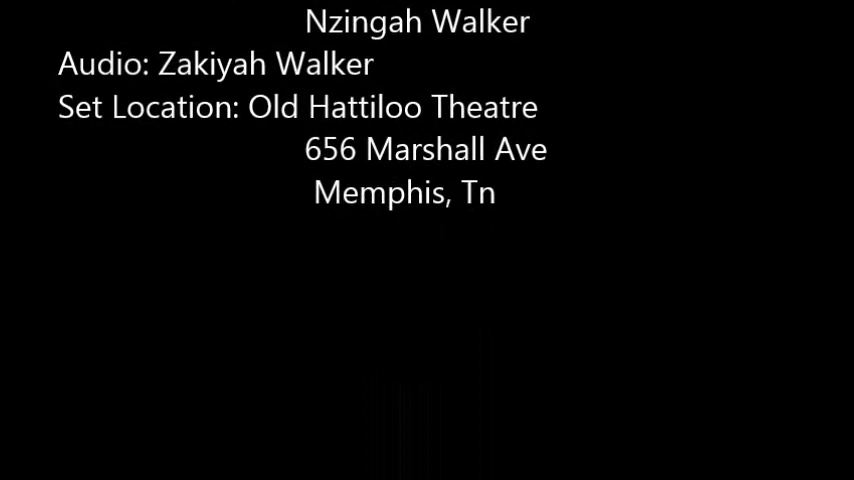 Nzingah Walker
Audio: Zakiyah Walker
Set Location: Old Hattiloo Theatre
656 Marshall Ave
Memphis, Tn